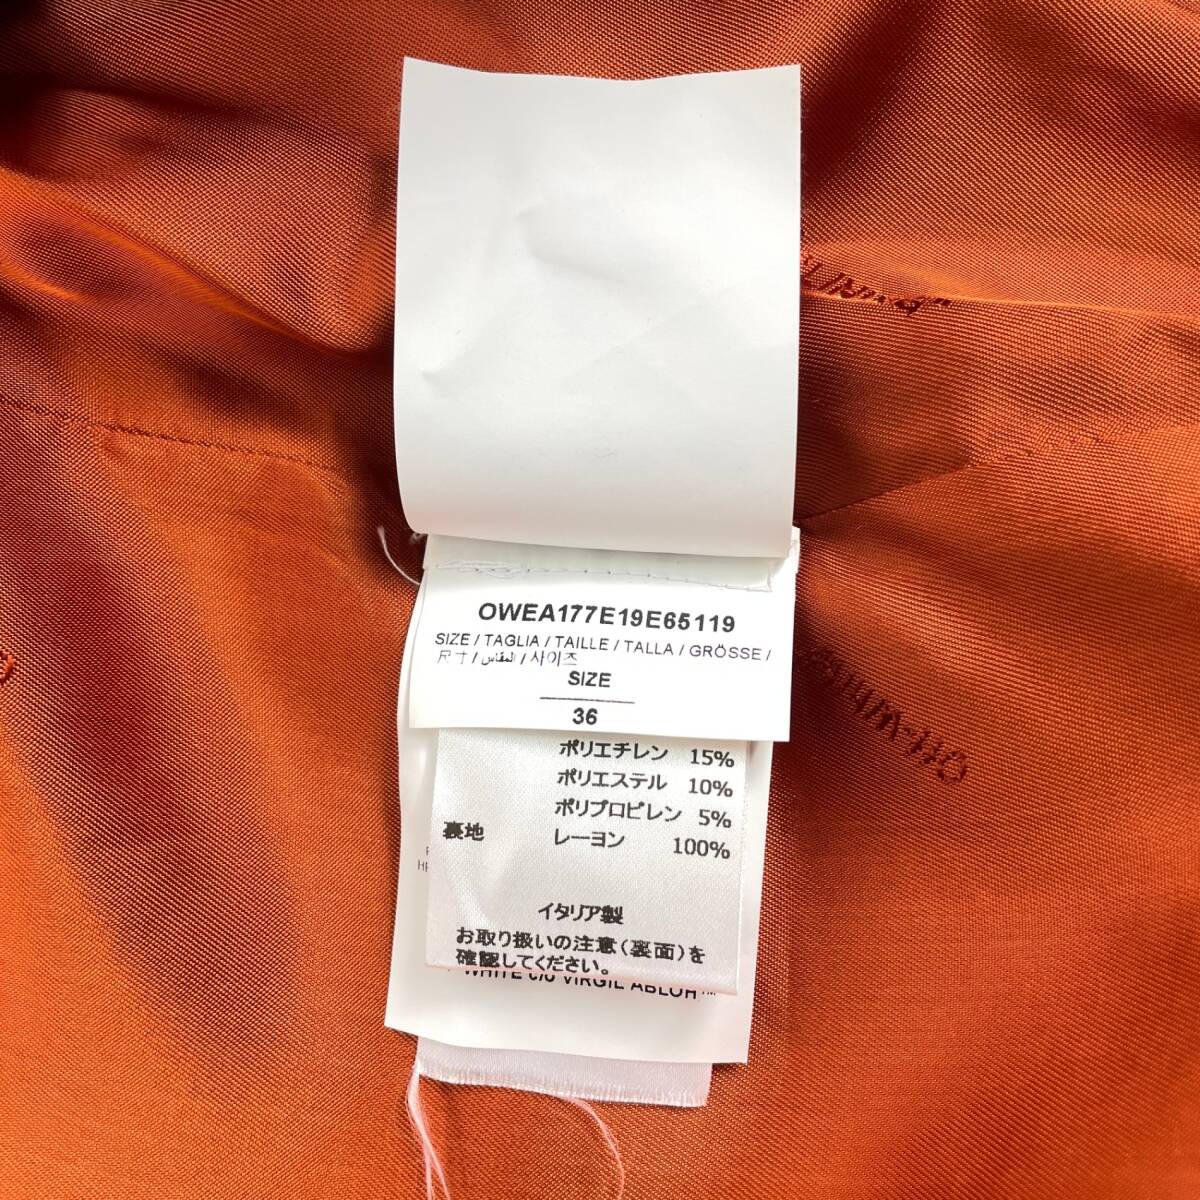 OWEA177E19E65119
SIZE / TAGLIA / TAILLE / TALLA / GRÖSSE /
尺寸 / المقاس / 사이즈
SIZE
36
ポリエチレン 15%
ポリエステル 10%
ポリプロピレン 5%
裏地 レーヨン 100%
イタリア製
お取り扱いの注意(裏面)を
確認してください。
WHITE c/o VIRGIL ABLOH™
Off-White